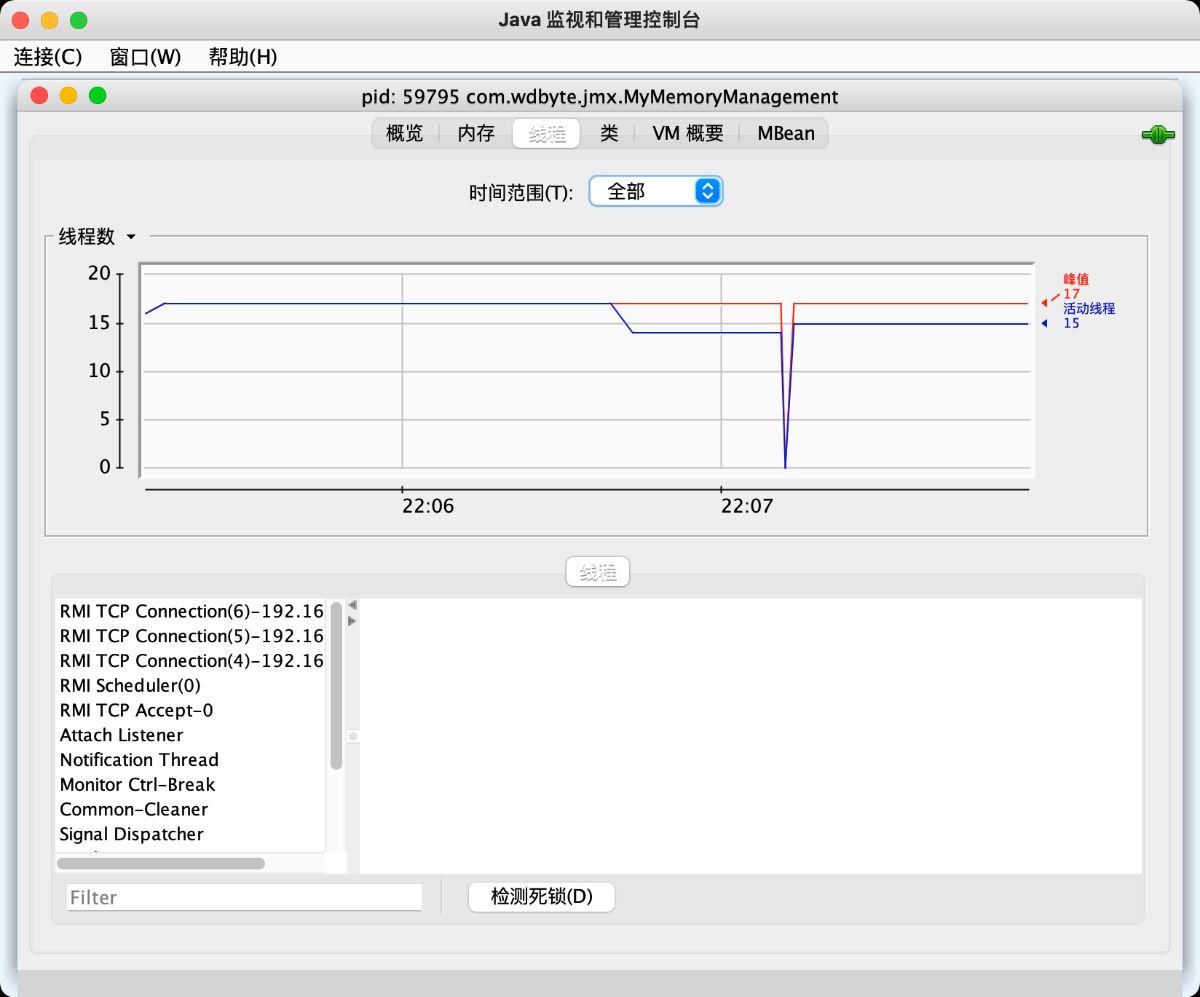 Java 监视和管理控制台
连接(C) 窗口(W) 帮助(H)
pid: 59795 com.wdbyte.jmx.MyMemoryManagement
概览 内存 线程 类 VM 概要 MBean
时间范围(T): 全部
线程数
20
15
10
5
0
22:06 22:07
峰值
17
活动线程
15
线程
RMI TCP Connection(6)-192.16
RMI TCP Connection(5)-192.16
RMI TCP Connection(4)-192.16
RMI Scheduler(0)
RMI TCP Accept-0
Attach Listener
Notification Thread
Monitor Ctrl-Break
Common-Cleaner
Signal Dispatcher
Filter
检测死锁(D)